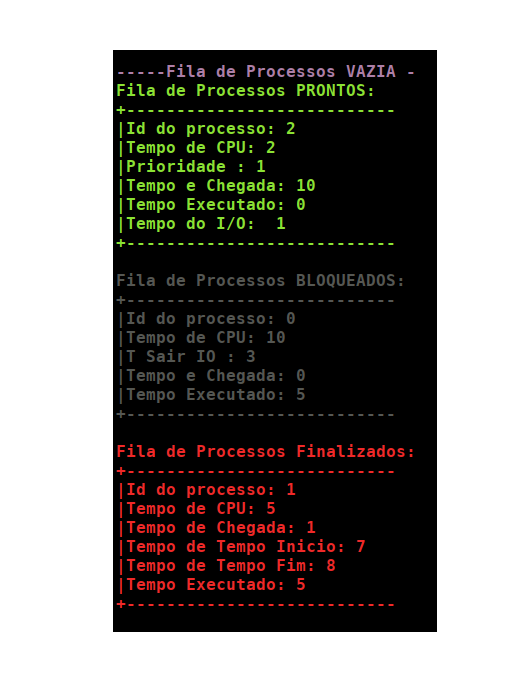 -----Fila de Processos VAZIA -
Fila de Processos PRONTOS:
+---------------------------
|Id do processo: 2
|Tempo de CPU: 2
|Prioridade : 1
|Tempo e Chegada: 10
|Tempo Executado: 0
|Tempo do I/O:  1
+---------------------------
Fila de Processos BLOQUEADOS:
+---------------------------
|Id do processo: 0
|Tempo de CPU: 10
|T Sair IO : 3
|Tempo e Chegada: 0
|Tempo Executado: 5
+---------------------------
Fila de Processos Finalizados:
+---------------------------
|Id do processo: 1
|Tempo de CPU: 5
|Tempo de Chegada: 1
|Tempo de Tempo Inicio: 7
|Tempo de Tempo Fim: 8
|Tempo Executado: 5
+---------------------------